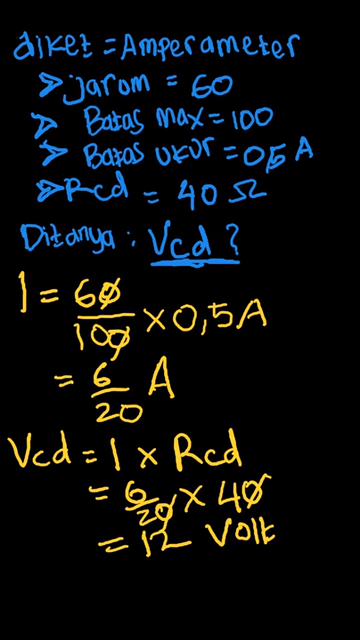 diket = Amperameter
> jarom = 60
> Batas max = 100
> Batas Ukur = 0,5 A
> Rcd = 40 Ω
Ditanya : Vcd ?
I = 60/100 × 0,5 A
= 6/20 A
Vcd = I × Rcd
= 6/20 × 40
= 12 Volt